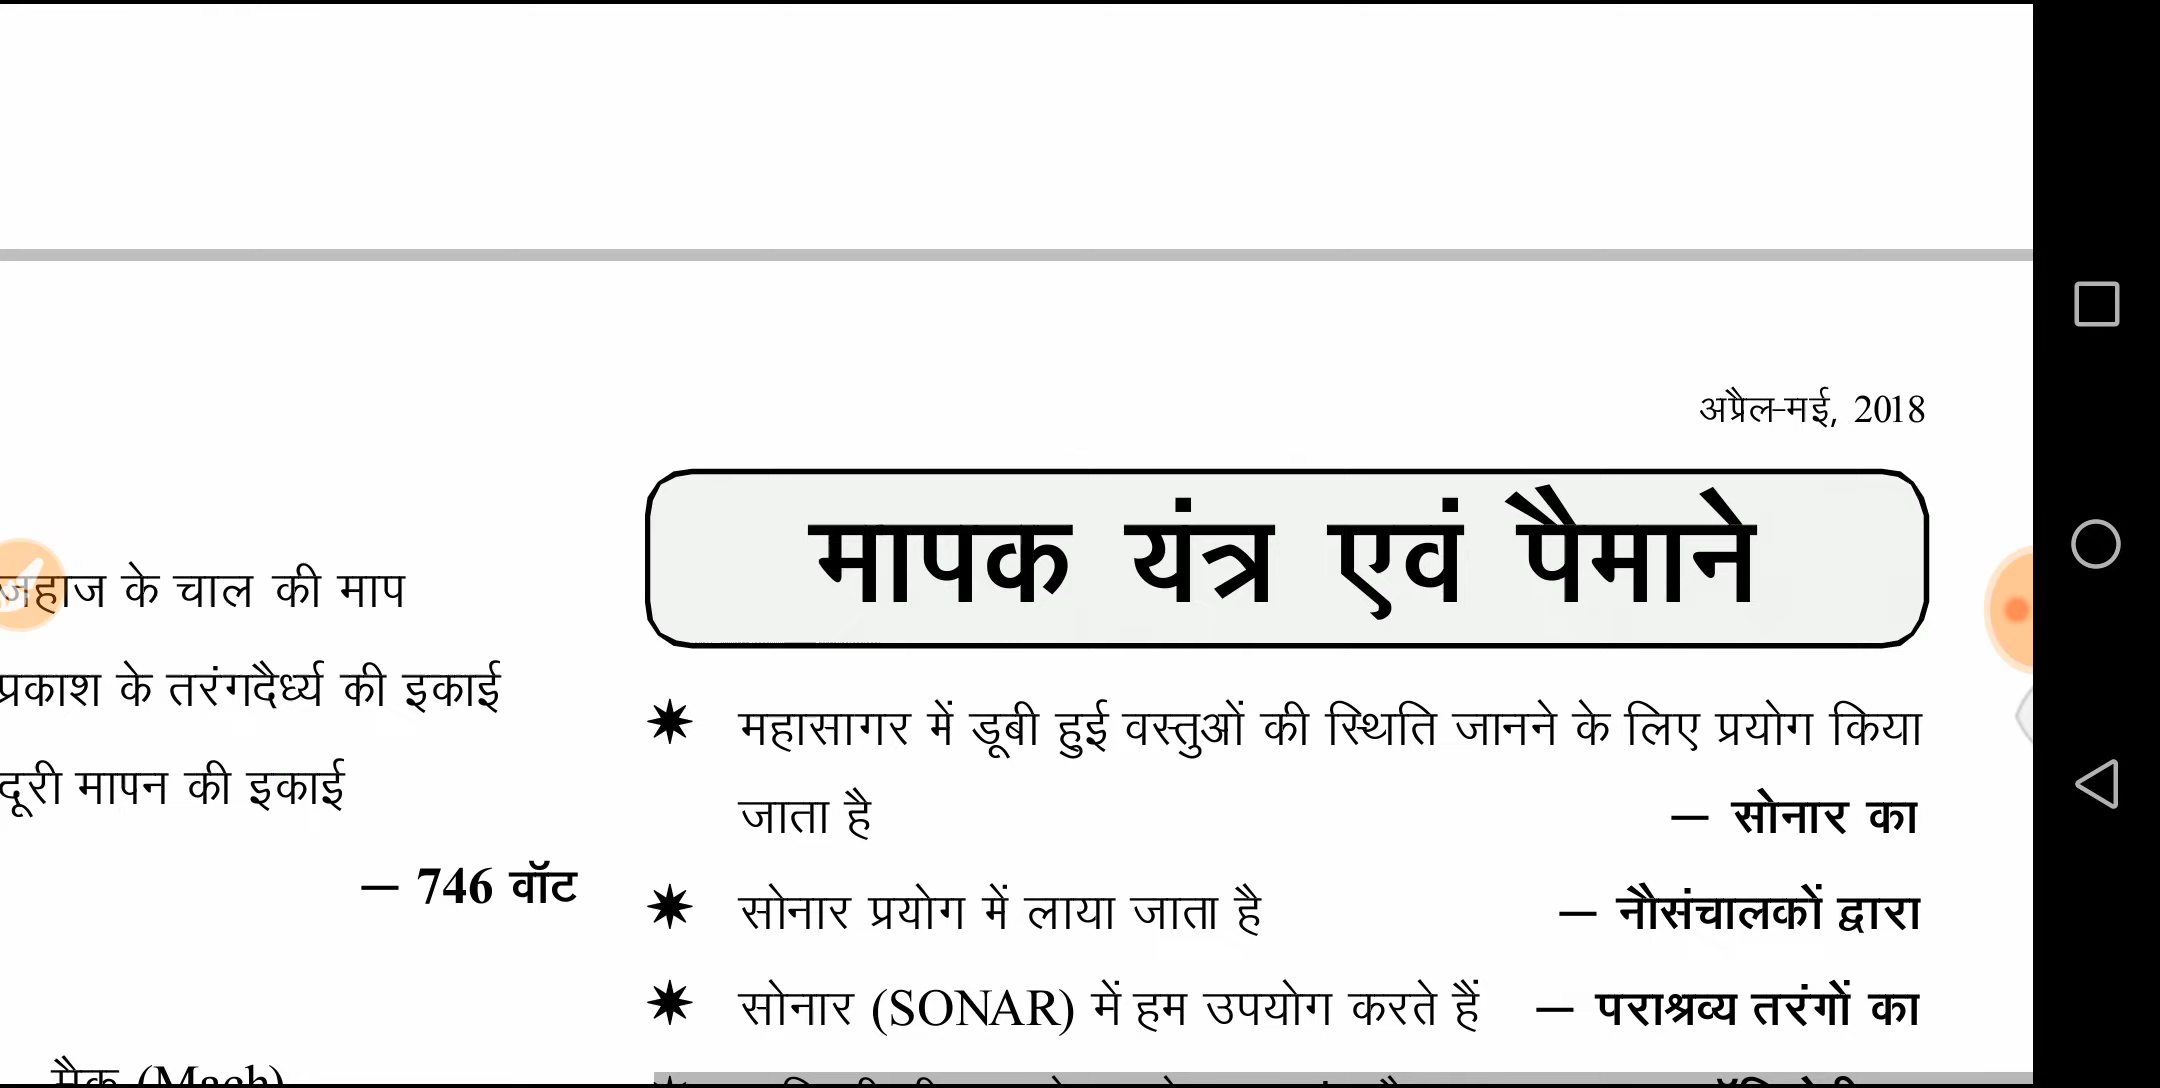 अप्रैल-मई, 2018
जहाज के चाल की माप
प्रकाश के तरंगदैर्ध्य की इकाई
दूरी मापन की इकाई
– 746 वॉट
मैक (Mach)
मापक यंत्र एवं पैमाने
✷ महासागर में डूबी हुई वस्तुओं की स्थिति जानने के लिए प्रयोग किया
जाता है – सोनार का
✷ सोनार प्रयोग में लाया जाता है – नौसंचालकों द्वारा
✷ सोनार (SONAR) में हम उपयोग करते हैं – पराश्रव्य तरंगों का